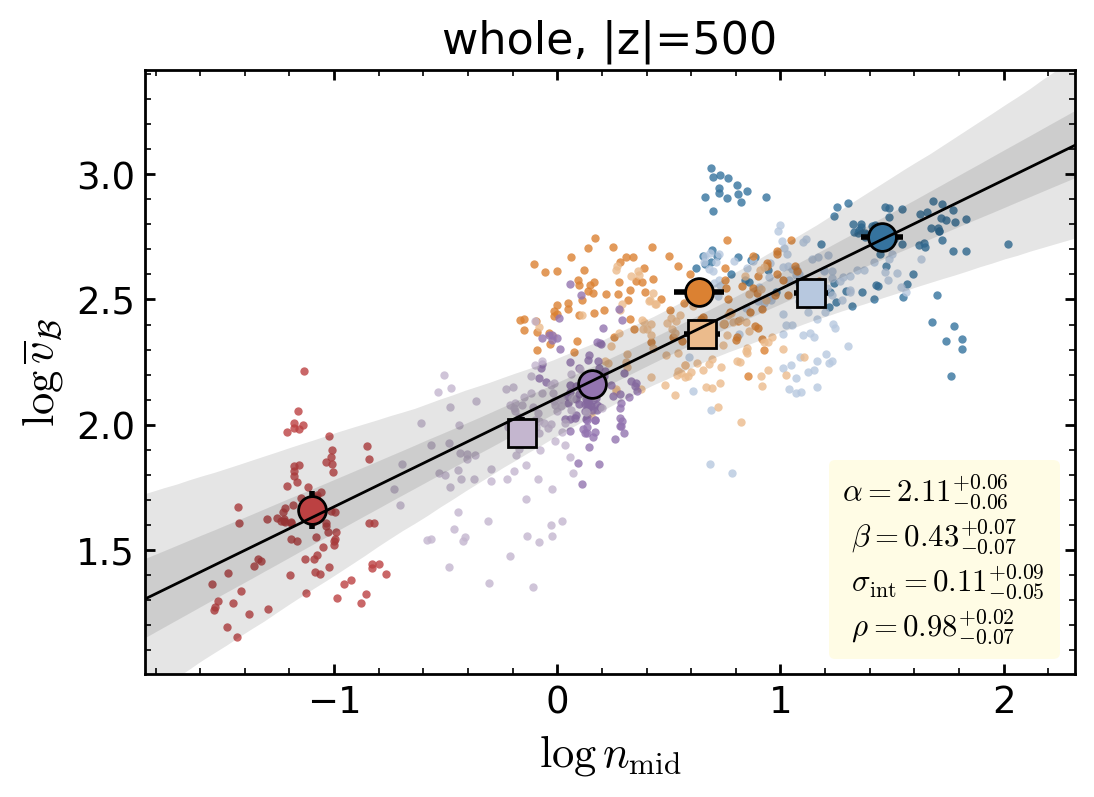 whole, |z|=500
3.0
2.5
2.0
1.5
log v̅_ℬ
α = 2.11^{+0.06}_{-0.06}
β = 0.43^{+0.07}_{-0.07}
σ_int = 0.11^{+0.09}_{-0.05}
ρ = 0.98^{+0.02}_{-0.07}
−1 0 1 2
log n_mid